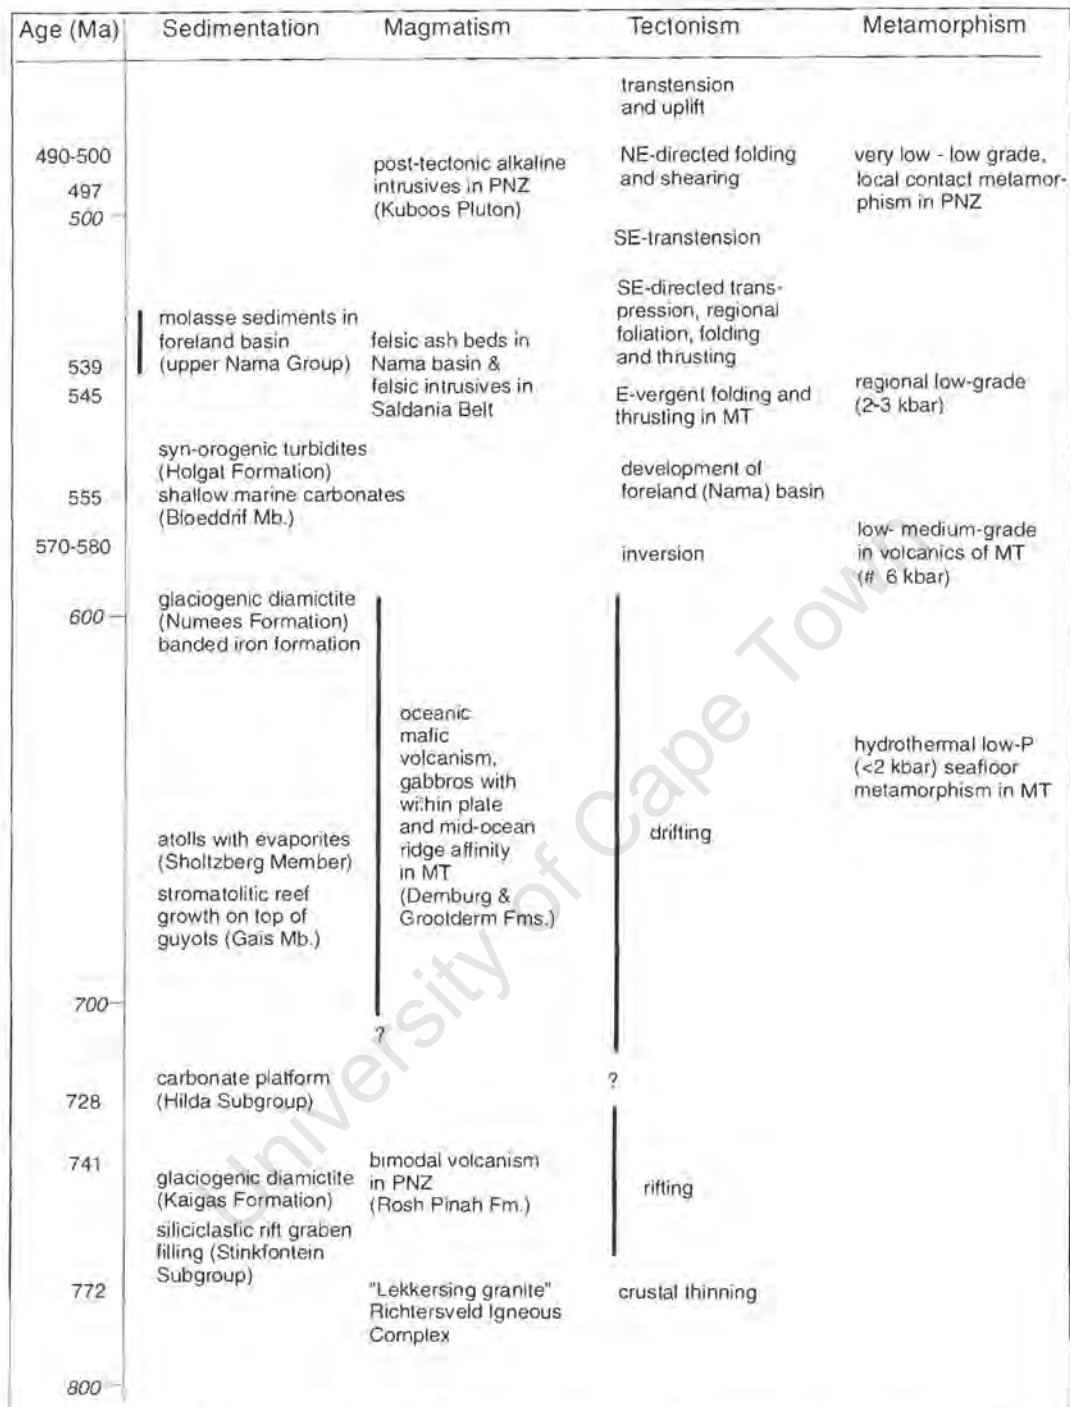 Age (Ma) Sedimentation Magmatism Tectonism Metamorphism
transtension
and uplift
490-500
497
500
post-tectonic alkaline
intrusives in PNZ
(Kuboos Pluton)
NE-directed folding
and shearing
very low - low grade,
local contact metamor-
phism in PNZ
SE-transtension
SE-directed trans-
pression, regional
foliation, folding
and thrusting
molasse sediments in
foreland basin
(upper Nama Group)
felsic ash beds in
Nama basin &
felsic intrusives in
Saldania Belt
539
545
E-vergent folding and
thrusting in MT
regional low-grade
(2-3 kbar)
syn-orogenic turbidites
(Holgat Formation)
shallow marine carbonates
(Bloeddrif Mb.)
555
development of
foreland (Nama) basin
570-580
inversion
low- medium-grade
in volcanics of MT
(# 6 kbar)
600
glaciogenic diamictite
(Numees Formation)
banded iron formation
oceanic
mafic
volcanism,
gabbros with
within plate
and mid-ocean
ridge affinity
in MT
(Dernburg &
Grootderm Fms.)
drifting
hydrothermal low-P
(<2 kbar) seafloor
metamorphism in MT
atolls with evaporites
(Sholtzberg Member)
stromatolitic reef
growth on top of
guyots (Gais Mb.)
700
?
?
carbonate platform
(Hilda Subgroup)
728
741
bimodal volcanism
in PNZ
(Rosh Pinah Fm.)
glaciogenic diamictite
(Kaigas Formation)
rifting
siliciclastic rift graben
filling (Stinkfontein
Subgroup)
772
"Lekkersing granite"
Richtersveld Igneous
Complex
crustal thinning
800
University of Cape Town